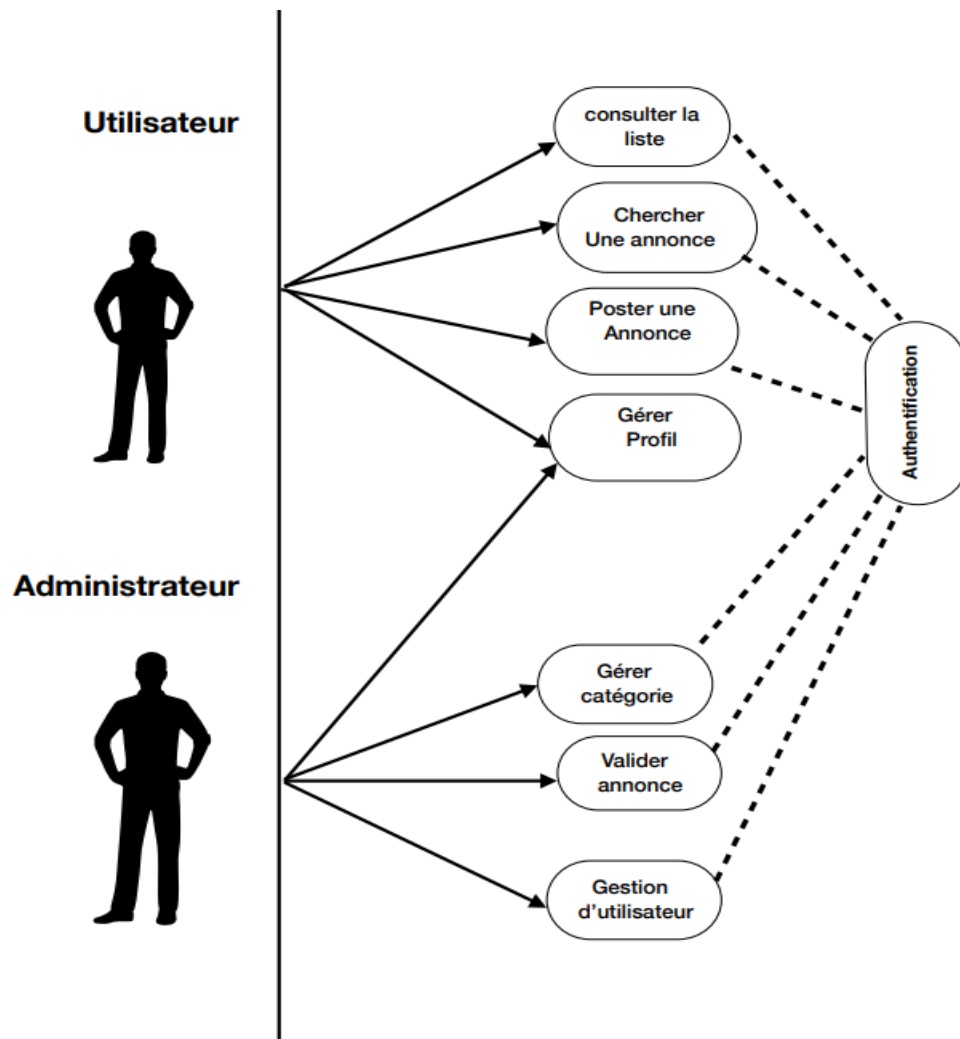 Utilisateur
consulter la
liste
Chercher
Une annonce
Poster une
Annonce
Gérer
Profil
Authentification
Administrateur
Gérer
catégorie
Valider
annonce
Gestion
d'utilisateur